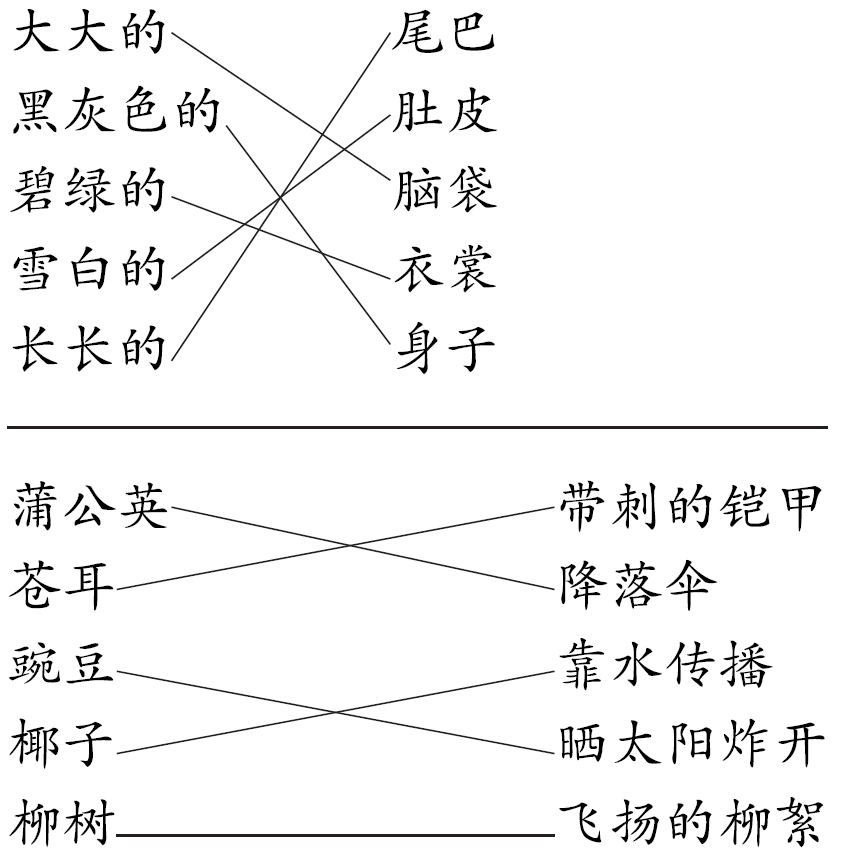 大大的 尾巴
黑灰色的 肚皮
碧绿的 脑袋
雪白的 衣裳
长长的 身子
蒲公英 带刺的铠甲
苍耳 降落伞
豌豆 靠水传播
椰子 晒太阳炸开
柳树 飞扬的柳絮